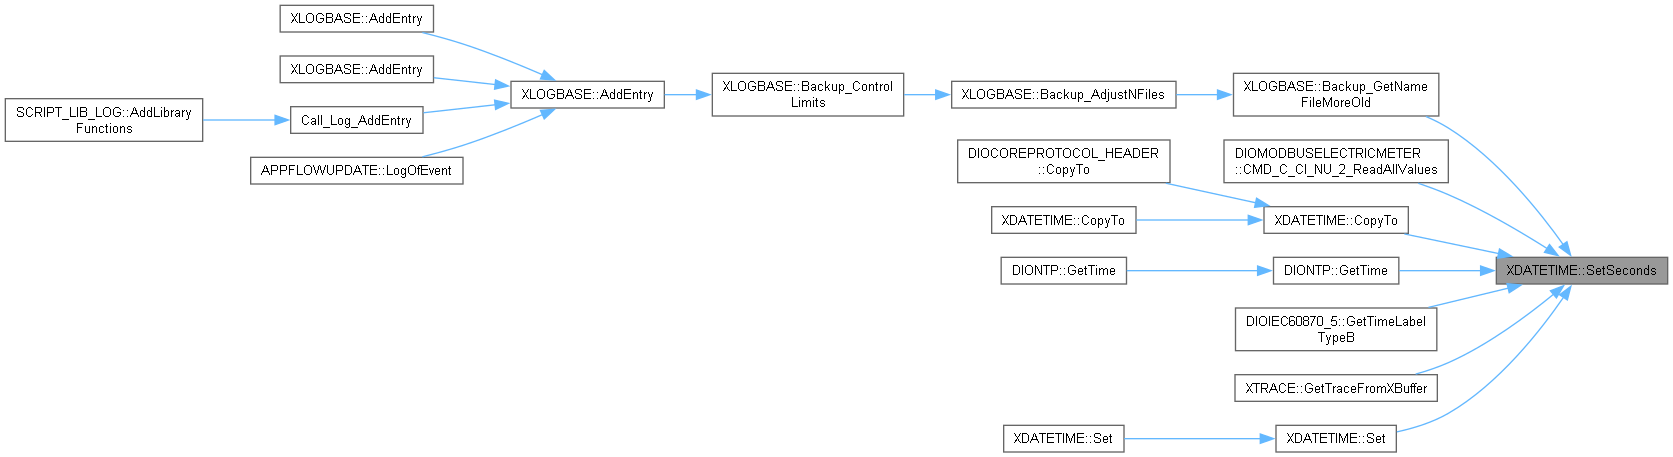 XLOGBASE::AddEntry
XLOGBASE::AddEntry
SCRIPT_LIB_LOG::AddLibrary
Functions
Call_Log_AddEntry
APPFLOWUPDATE::LogOfEvent
XLOGBASE::AddEntry
XLOGBASE::Backup_Control
Limits
XLOGBASE::Backup_AdjustNFiles
XLOGBASE::Backup_GetName
FileMoreOld
DIOCOREPROTOCOL_HEADER
::CopyTo
DIOMODBUSELECTRICMETER
::CMD_C_CI_NU_2_ReadAllValues
XDATETIME::CopyTo
XDATETIME::CopyTo
DIONTP::GetTime
DIONTP::GetTime
XDATETIME::SetSeconds
DIOIEC60870_5::GetTimeLabel
TypeB
XTRACE::GetTraceFromXBuffer
XDATETIME::Set
XDATETIME::Set